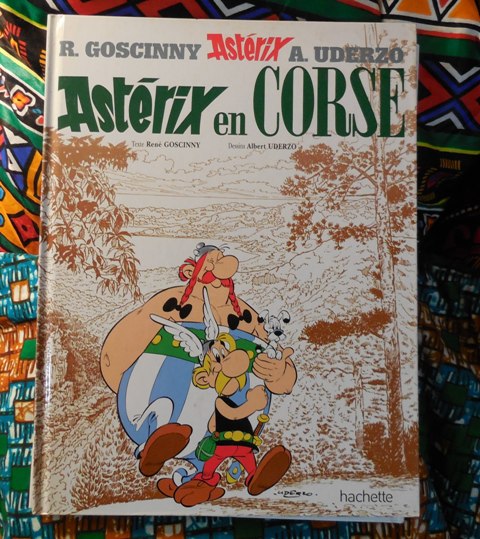 R. GOSCINNY Astérix A. UDERZO
Astérix en CORSE
Texte René GOSCINNY Dessins Albert UDERZO
UDERZO
hachette